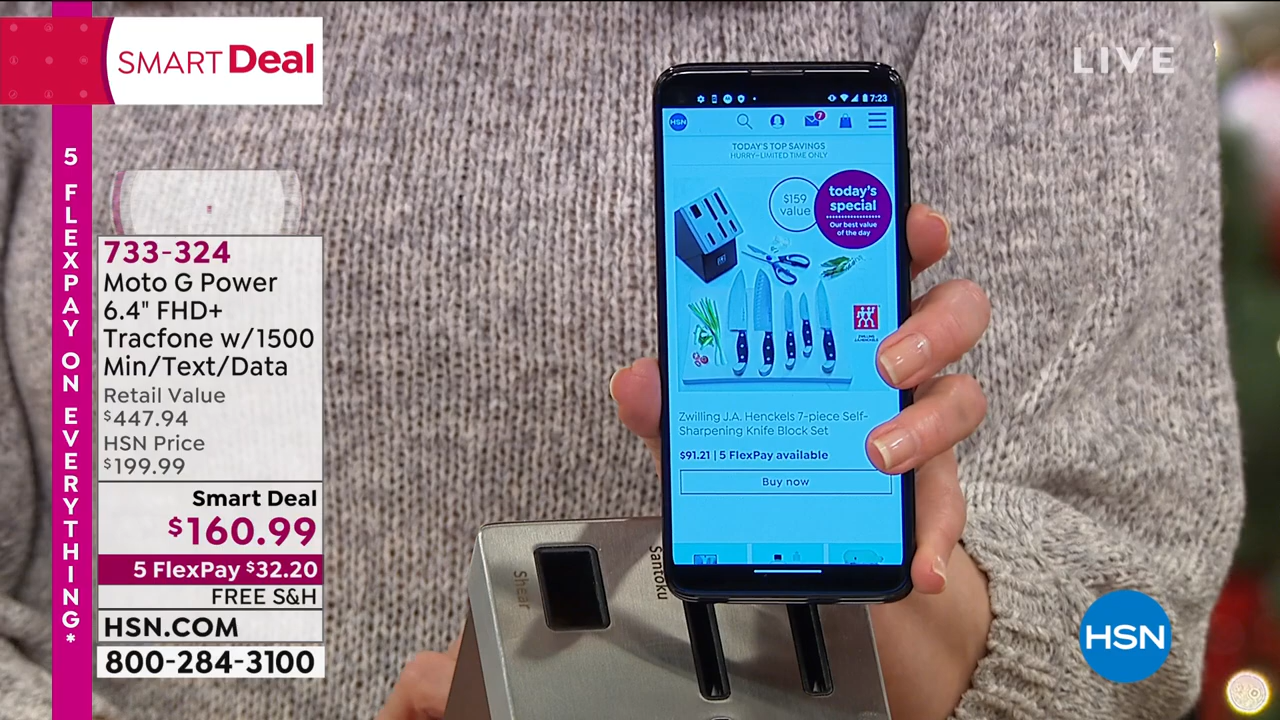 SMART Deal
LIVE
5 FLEXPAY ON EVERYTHING*
733-324
Moto G Power
6.4" FHD+
Tracfone w/1500
Min/Text/Data
Retail Value
$447.94
HSN Price
$199.99
Smart Deal
$160.99
5 FlexPay $32.20
FREE S&H
HSN.COM
800-284-3100
7:23
HSN
7
TODAY'S TOP SAVINGS
HURRY-LIMITED TIME ONLY
$159
value
today's
special
Our best value
of the day
ZWILLING
J.A. HENCKELS
Zwilling J.A. Henckels 7-piece Self-
Sharpening Knife Block Set
$91.21 | 5 FlexPay available
Buy now
Shear
Santoku
HSN